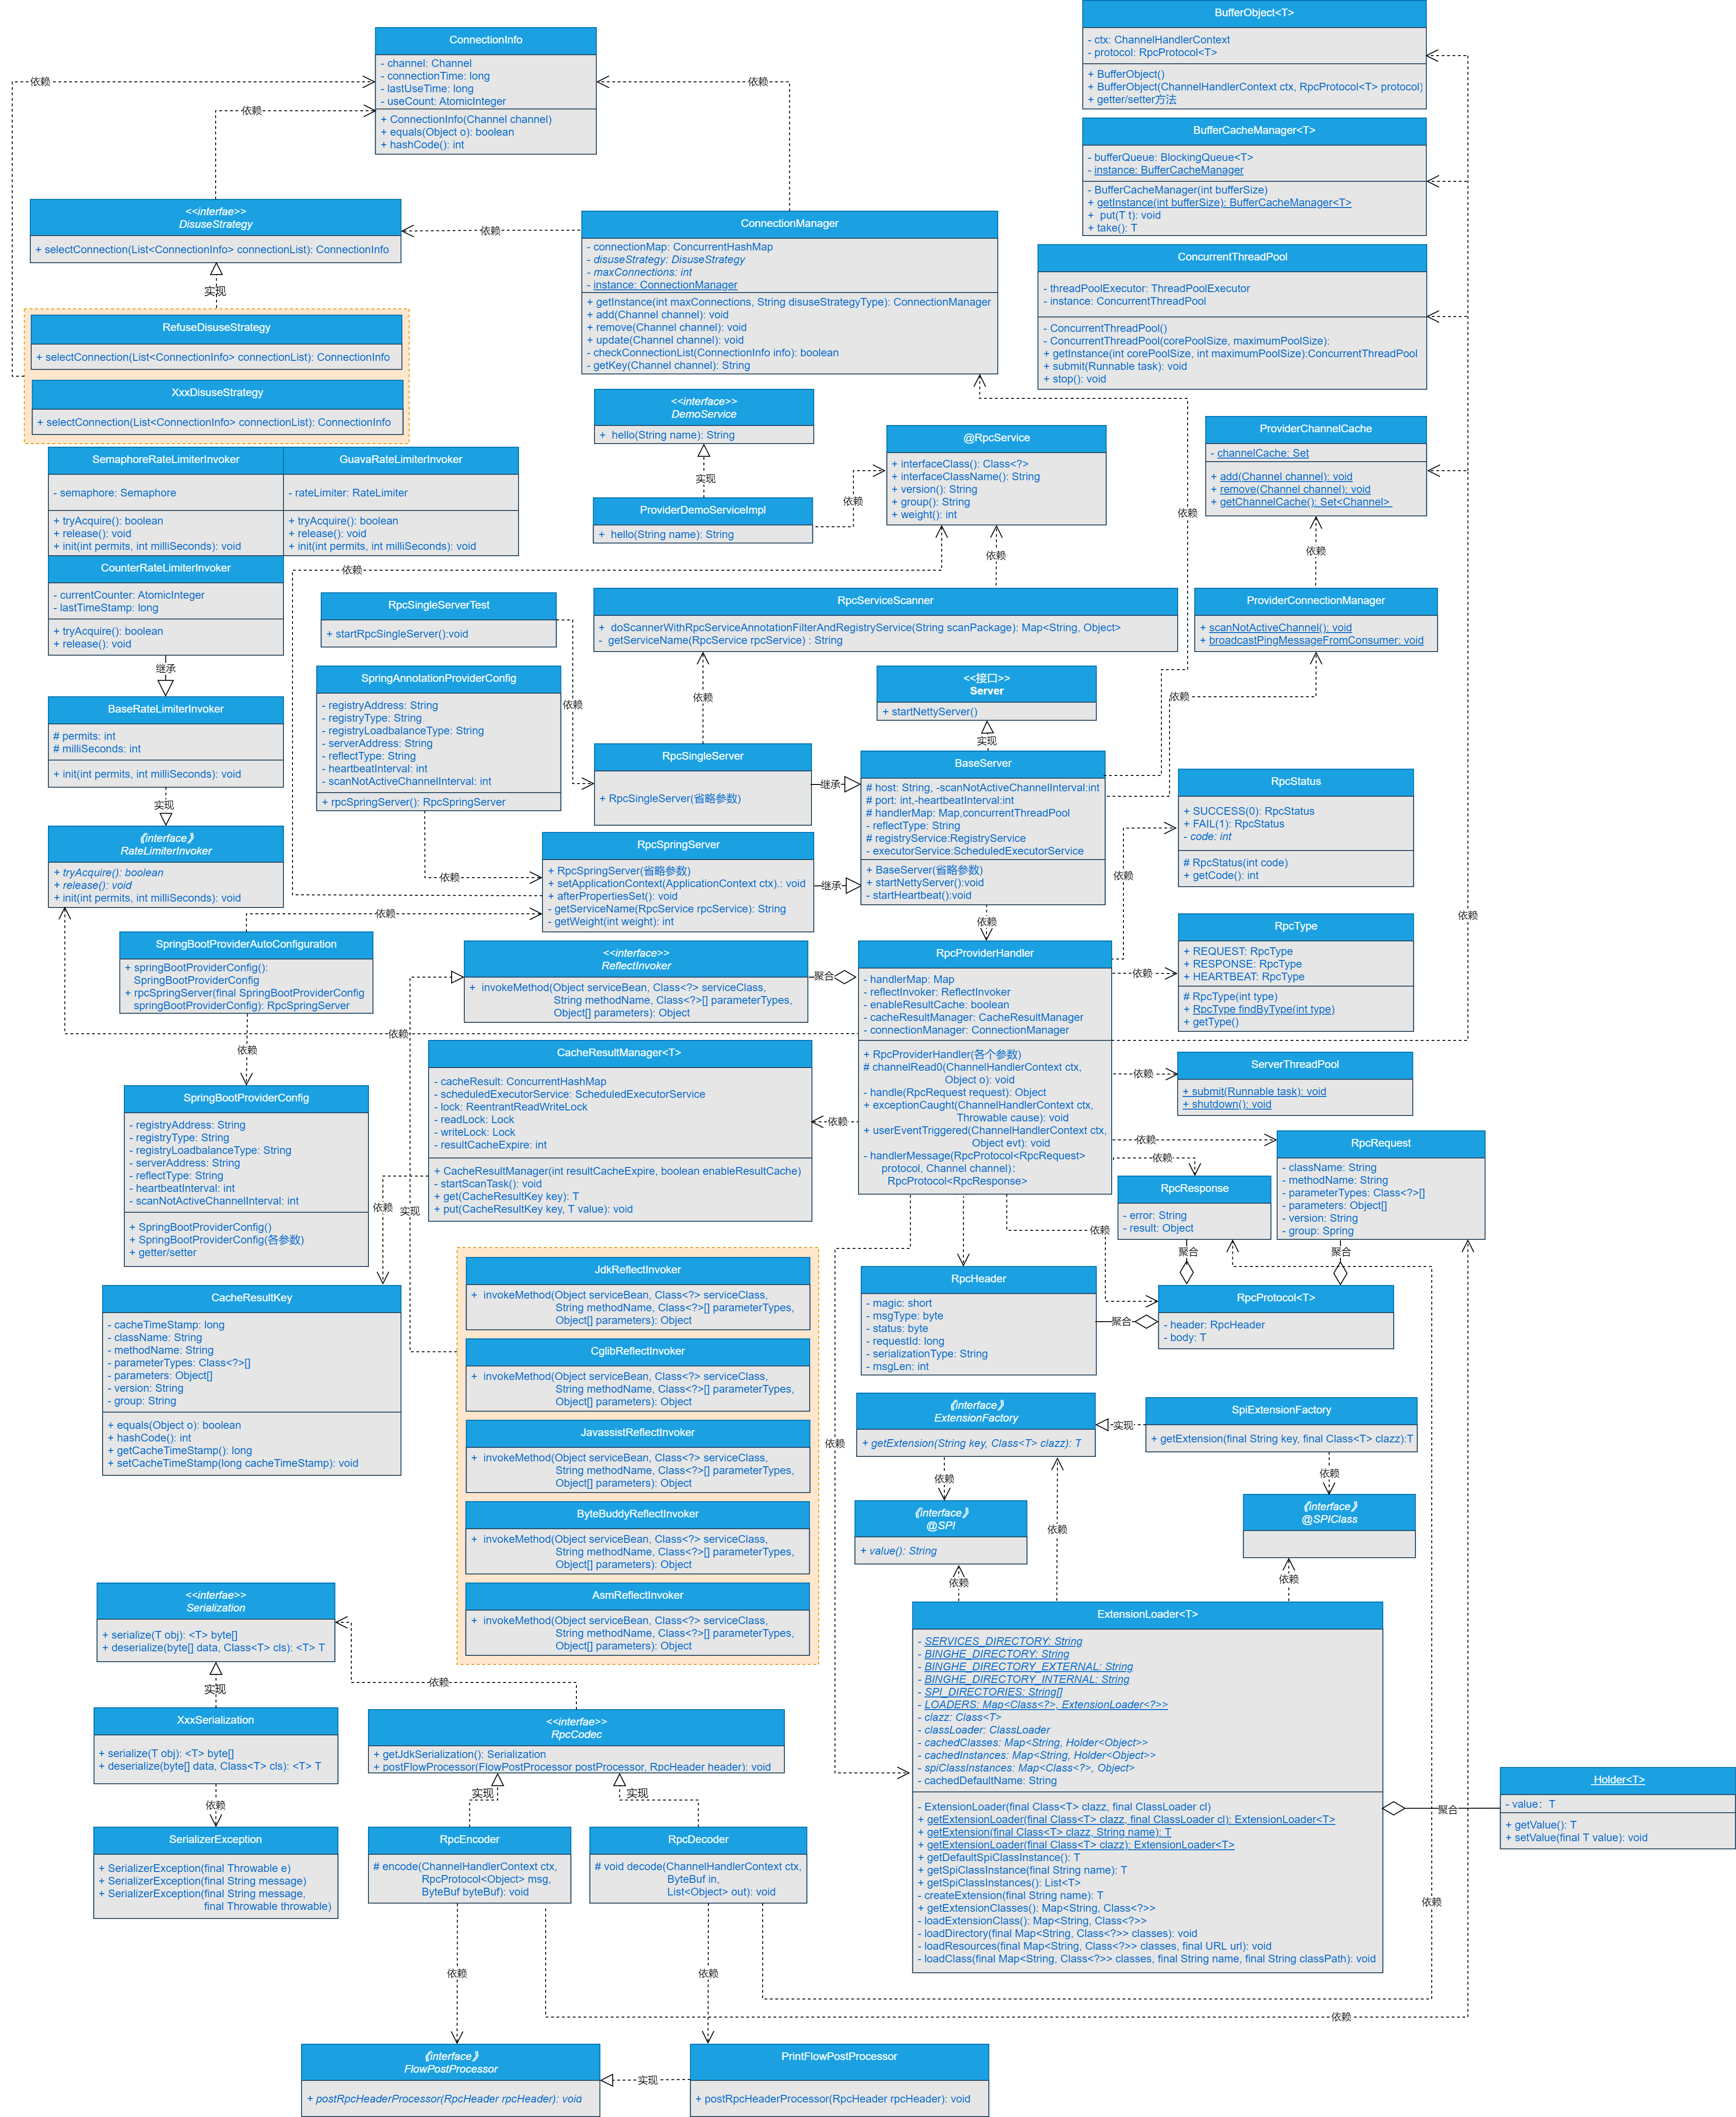 BufferObject<T>
- ctx: ChannelHandlerContext
- protocol: RpcProtocol<T>
+ BufferObject()
+ BufferObject(ChannelHandlerContext ctx, RpcProtocol<T> protocol)
+ getter/setter方法
ConnectionInfo
- channel: Channel
- connectionTime: long
- lastUseTime: long
- useCount: AtomicInteger
+ ConnectionInfo(Channel channel)
+ equals(Object o): boolean
+ hashCode(): int
依赖
依赖
依赖
BufferCacheManager<T>
- bufferQueue: BlockingQueue<T>
- instance: BufferCacheManager
- BufferCacheManager(int bufferSize)
+ getInstance(int bufferSize): BufferCacheManager<T>
+  put(T t): void
+ take(): T
<<interfae>>
DisuseStrategy
+ selectConnection(List<ConnectionInfo> connectionList): ConnectionInfo
依赖
实现
ConnectionManager
- connectionMap: ConcurrentHashMap
- disuseStrategy: DisuseStrategy
- maxConnections: int
- instance: ConnectionManager
+ getInstance(int maxConnections, String disuseStrategyType): ConnectionManager
+ add(Channel channel): void
+ remove(Channel channel): void
+ update(Channel channel): void
- checkConnectionList(ConnectionInfo info): boolean
- getKey(Channel channel): String
ConcurrentThreadPool
- threadPoolExecutor: ThreadPoolExecutor
- instance: ConcurrentThreadPool
- ConcurrentThreadPool()
- ConcurrentThreadPool(corePoolSize, maximumPoolSize):
+ getInstance(int corePoolSize, int maximumPoolSize):ConcurrentThreadPool
+ submit(Runnable task): void
+ stop(): void
RefuseDisuseStrategy
+ selectConnection(List<ConnectionInfo> connectionList): ConnectionInfo
XxxDisuseStrategy
+ selectConnection(List<ConnectionInfo> connectionList): ConnectionInfo
<<interface>>
DemoService
+  hello(String name): String
实现
ProviderDemoServiceImpl
+  hello(String name): String
依赖
@RpcService
+ interfaceClass(): Class<?>
+ interfaceClassName(): String
+ version(): String
+ group(): String
+ weight(): int
依赖
依赖
依赖
ProviderChannelCache
- channelCache: Set
+ add(Channel channel): void
+ remove(Channel channel): void
+ getChannelCache(): Set<Channel>
依赖
SemaphoreRateLimiterInvoker
- semaphore: Semaphore
+ tryAcquire(): boolean
+ release(): void
+ init(int permits, int milliSeconds): void
GuavaRateLimiterInvoker
- rateLimiter: RateLimiter
+ tryAcquire(): boolean
+ release(): void
+ init(int permits, int milliSeconds): void
CounterRateLimiterInvoker
- currentCounter: AtomicInteger
- lastTimeStamp: long
+ tryAcquire(): boolean
+ release(): void
继承
RpcSingleServerTest
+ startRpcSingleServer():void
依赖
RpcServiceScanner
+  doScannerWithRpcServiceAnnotationFilterAndRegistryService(String scanPackage): Map<String, Object>
-  getServiceName(RpcService rpcService) : String
依赖
ProviderConnectionManager
+ scanNotActiveChannel(): void
+ broadcastPingMessageFromConsumer: void
依赖
BaseRateLimiterInvoker
# permits: int
# milliSeconds: int
+ init(int permits, int milliSeconds): void
实现
SpringAnnotationProviderConfig
- registryAddress: String
- registryType: String
- registryLoadbalanceType: String
- serverAddress: String
- reflectType: String
- heartbeatInterval: int
- scanNotActiveChannelInterval: int
+ rpcSpringServer(): RpcSpringServer
依赖
<<接口>>
Server
+ startNettyServer()
实现
RpcSingleServer
+ RpcSingleServer(省略参数)
继承
BaseServer
# host: String, -scanNotActiveChannelInterval:int
# port: int,-heartbeatInterval:int
# handlerMap: Map,concurrentThreadPool
- reflectType: String
# registryService:RegistryService
- executorService:ScheduledExecutorService
+ BaseServer(省略参数)
+ startNettyServer():void
- startHeartbeat():void
依赖
RpcStatus
+ SUCCESS(0): RpcStatus
+ FAIL(1): RpcStatus
- code: int
# RpcStatus(int code)
+ getCode(): int
依赖
《interface》
RateLimiterInvoker
+ tryAcquire(): boolean
+ release(): void
+ init(int permits, int milliSeconds): void
RpcSpringServer
+ RpcSpringServer(省略参数)
+ setApplicationContext(ApplicationContext ctx).: void
+ afterPropertiesSet(): void
- getServiceName(RpcService rpcService): String
- getWeight(int weight): int
继承
依赖
依赖
SpringBootProviderAutoConfiguration
+ springBootProviderConfig():
SpringBootProviderConfig
+ rpcSpringServer(final SpringBootProviderConfig
springBootProviderConfig): RpcSpringServer
依赖
<<interface>>
ReflectInvoker
+  invokeMethod(Object serviceBean, Class<?> serviceClass,
String methodName, Class<?>[] parameterTypes,
Object[] parameters): Object
聚合
依赖
RpcProviderHandler
- handlerMap: Map
- reflectInvoker: ReflectInvoker
- enableResultCache: boolean
- cacheResultManager: CacheResultManager
- connectionManager: ConnectionManager
+ RpcProviderHandler(各个参数)
# channelRead0(ChannelHandlerContext ctx,
Object o): void
- handle(RpcRequest request): Object
+ exceptionCaught(ChannelHandlerContext ctx,
Throwable cause): void
+ userEventTriggered(ChannelHandlerContext ctx,
Object evt): void
- handlerMessage(RpcProtocol<RpcRequest>
protocol, Channel channel):
RpcProtocol<RpcResponse>
RpcType
+ REQUEST: RpcType
+ RESPONSE: RpcType
+ HEARTBEAT: RpcType
# RpcType(int type)
+ RpcType findByType(int type)
+ getType()
依赖
ServerThreadPool
+ submit(Runnable task): void
+ shutdown(): void
依赖
SpringBootProviderConfig
- registryAddress: String
- registryType: String
- registryLoadbalanceType: String
- serverAddress: String
- reflectType: String
- heartbeatInterval: int
- scanNotActiveChannelInterval: int
+ SpringBootProviderConfig()
+ SpringBootProviderConfig(各参数)
+ getter/setter
CacheResultManager<T>
- cacheResult: ConcurrentHashMap
- scheduledExecutorService: ScheduledExecutorService
- lock: ReentrantReadWriteLock
- readLock: Lock
- writeLock: Lock
- resultCacheExpire: int
+ CacheResultManager(int resultCacheExpire, boolean enableResultCache)
- startScanTask(): void
+ get(CacheResultKey key): T
+ put(CacheResultKey key, T value): void
依赖
依赖
实现
依赖
依赖
RpcRequest
- className: String
- methodName: String
- parameterTypes: Class<?>[]
- parameters: Object[]
- version: String
- group: Spring
RpcResponse
- error: String
- result: Object
依赖
聚合
聚合
CacheResultKey
- cacheTimeStamp: long
- className: String
- methodName: String
- parameterTypes: Class<?>[]
- parameters: Object[]
- version: String
- group: String
+ equals(Object o): boolean
+ hashCode(): int
+ getCacheTimeStamp(): long
+ setCacheTimeStamp(long cacheTimeStamp): void
JdkReflectInvoker
+  invokeMethod(Object serviceBean, Class<?> serviceClass,
String methodName, Class<?>[] parameterTypes,
Object[] parameters): Object
CglibReflectInvoker
+  invokeMethod(Object serviceBean, Class<?> serviceClass,
String methodName, Class<?>[] parameterTypes,
Object[] parameters): Object
JavassistReflectInvoker
+  invokeMethod(Object serviceBean, Class<?> serviceClass,
String methodName, Class<?>[] parameterTypes,
Object[] parameters): Object
ByteBuddyReflectInvoker
+  invokeMethod(Object serviceBean, Class<?> serviceClass,
String methodName, Class<?>[] parameterTypes,
Object[] parameters): Object
AsmReflectInvoker
+  invokeMethod(Object serviceBean, Class<?> serviceClass,
String methodName, Class<?>[] parameterTypes,
Object[] parameters): Object
RpcHeader
- magic: short
- msgType: byte
- status: byte
- requestId: long
- serializationType: String
- msgLen: int
聚合
RpcProtocol<T>
- header: RpcHeader
- body: T
依赖
《interface》
ExtensionFactory
+ getExtension(String key, Class<T> clazz): T
实现
SpiExtensionFactory
+ getExtension(final String key, final Class<T> clazz):T
依赖
依赖
《interface》
@SPI
+ value(): String
依赖
《interface》
@SPIClass
依赖
依赖
ExtensionLoader<T>
- SERVICES_DIRECTORY: String
- BINGHE_DIRECTORY: String
- BINGHE_DIRECTORY_EXTERNAL: String
- BINGHE_DIRECTORY_INTERNAL: String
- SPI_DIRECTORIES: String[]
- LOADERS: Map<Class<?>, ExtensionLoader<?>>
- clazz: Class<T>
- classLoader: ClassLoader
- cachedClasses: Map<String, Holder<Object>>
- cachedInstances: Map<String, Holder<Object>>
- spiClassInstances: Map<Class<?>, Object>
- cachedDefaultName: String
- ExtensionLoader(final Class<T> clazz, final ClassLoader cl)
+ getExtensionLoader(final Class<T> clazz, final ClassLoader cl): ExtensionLoader<T>
+ getExtension(final Class<T> clazz, String name): T
+ getExtensionLoader(final Class<T> clazz): ExtensionLoader<T>
+ getDefaultSpiClassInstance(): T
+ getSpiClassInstance(final String name): T
+ getSpiClassInstances(): List<T>
- createExtension(final String name): T
+ getExtensionClasses(): Map<String, Class<?>>
- loadExtensionClass(): Map<String, Class<?>>
- loadDirectory(final Map<String, Class<?>> classes): void
- loadResources(final Map<String, Class<?>> classes, final URL url): void
- loadClass(final Map<String, Class<?>> classes, final String name, final String classPath): void
聚合
Holder<T>
- value：T
+ getValue(): T
+ setValue(final T value): void
<<interfae>>
Serialization
+ serialize(T obj): <T> byte[]
+ deserialize(byte[] data, Class<T> cls): <T> T
实现
依赖
XxxSerialization
+ serialize(T obj): <T> byte[]
+ deserialize(byte[] data, Class<T> cls): <T> T
依赖
SerializerException
+ SerializerException(final Throwable e)
+ SerializerException(final String message)
+ SerializerException(final String message,
final Throwable throwable)
<<interfae>>
RpcCodec
+ getJdkSerialization(): Serialization
+ postFlowProcessor(FlowPostProcessor postProcessor, RpcHeader header): void
实现
实现
RpcEncoder
# encode(ChannelHandlerContext ctx,
RpcProtocol<Object> msg,
ByteBuf byteBuf): void
RpcDecoder
# void decode(ChannelHandlerContext ctx,
ByteBuf in,
List<Object> out): void
依赖
依赖
依赖
依赖
《interface》
FlowPostProcessor
+ postRpcHeaderProcessor(RpcHeader rpcHeader): void
实现
PrintFlowPostProcessor
+ postRpcHeaderProcessor(RpcHeader rpcHeader): void